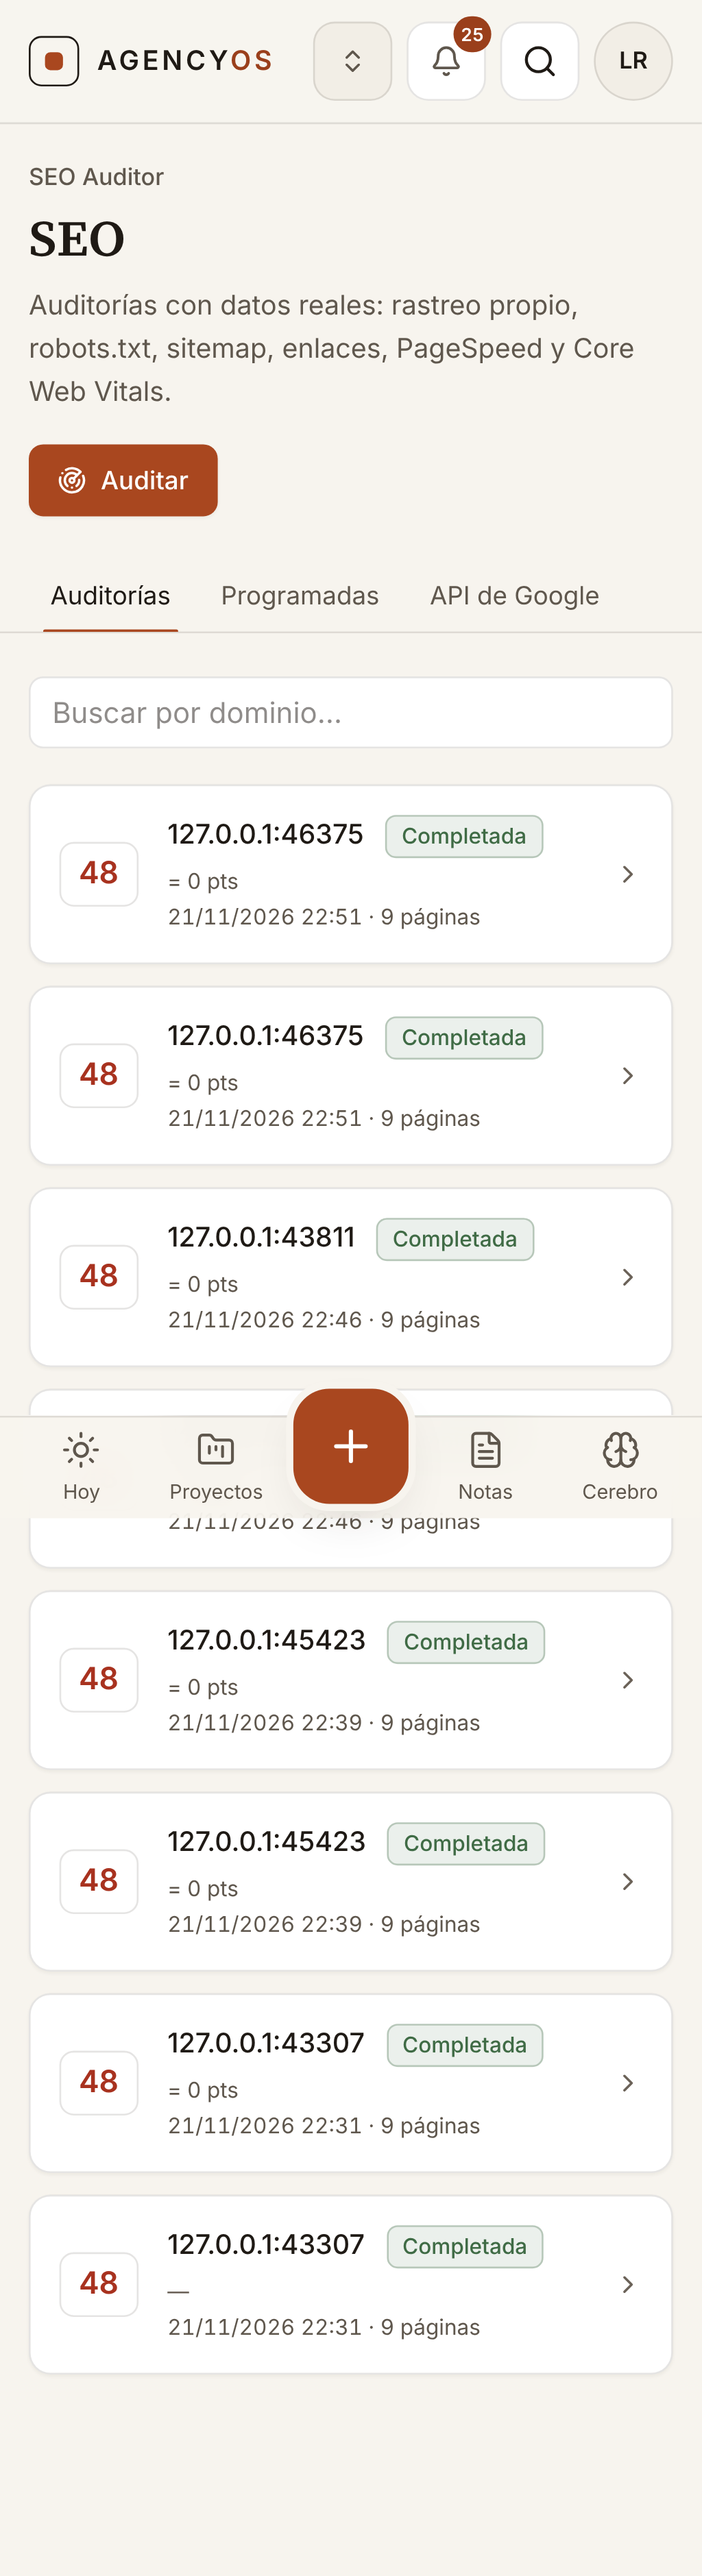 AGENCYOS
25
LR
SEO Auditor
SEO
Auditorías con datos reales: rastreo propio,
robots.txt, sitemap, enlaces, PageSpeed y Core
Web Vitals.
Auditar
Auditorías
Programadas
API de Google
Buscar por dominio...
48
127.0.0.1:46375
Completada
= 0 pts
21/11/2026 22:51 · 9 páginas
48
127.0.0.1:46375
Completada
= 0 pts
21/11/2026 22:51 · 9 páginas
48
127.0.0.1:43811
Completada
= 0 pts
21/11/2026 22:46 · 9 páginas
Hoy
Proyectos
Notas
Cerebro
21/11/2026 22:46 · 9 páginas
48
127.0.0.1:45423
Completada
= 0 pts
21/11/2026 22:39 · 9 páginas
48
127.0.0.1:45423
Completada
= 0 pts
21/11/2026 22:39 · 9 páginas
48
127.0.0.1:43307
Completada
= 0 pts
21/11/2026 22:31 · 9 páginas
48
127.0.0.1:43307
Completada
—
21/11/2026 22:31 · 9 páginas